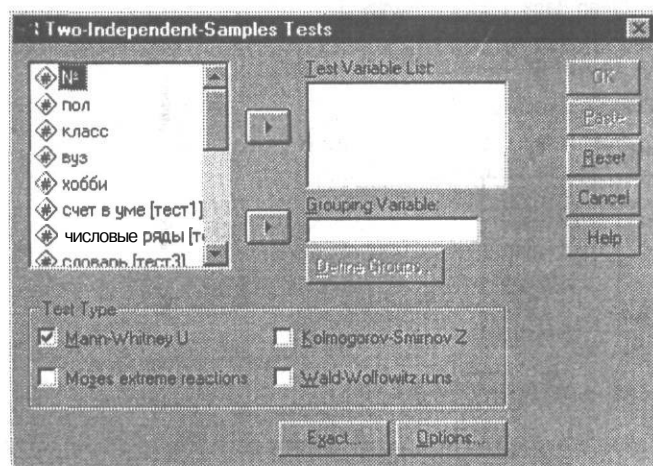 Two-Independent-Samples Tests
№
пол
класс
вуз
хобби
счет в уме [тест1]
числовые ряды [т
словарь [тест3]
Test Variable List:
Grouping Variable:
Define Groups...
OK
Paste
Reset
Cancel
Help
Test Type
Mann-Whitney U
Kolmogorov-Smirnov Z
Moses extreme reactions
Wald-Wolfowitz runs
Exact...
Options...